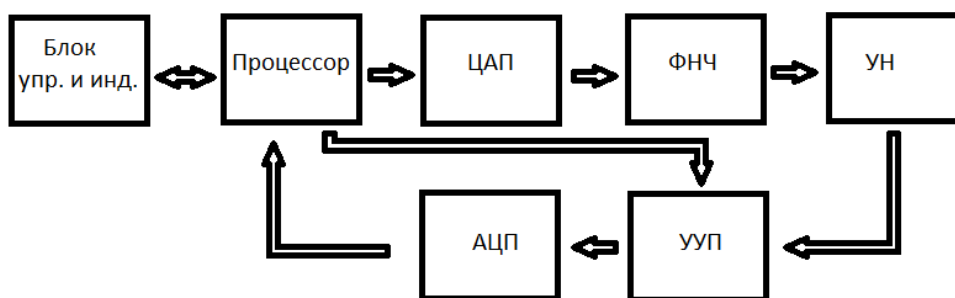 Блок
упр. и инд.
Процессор
ЦАП
ФНЧ
УН
АЦП
УУП